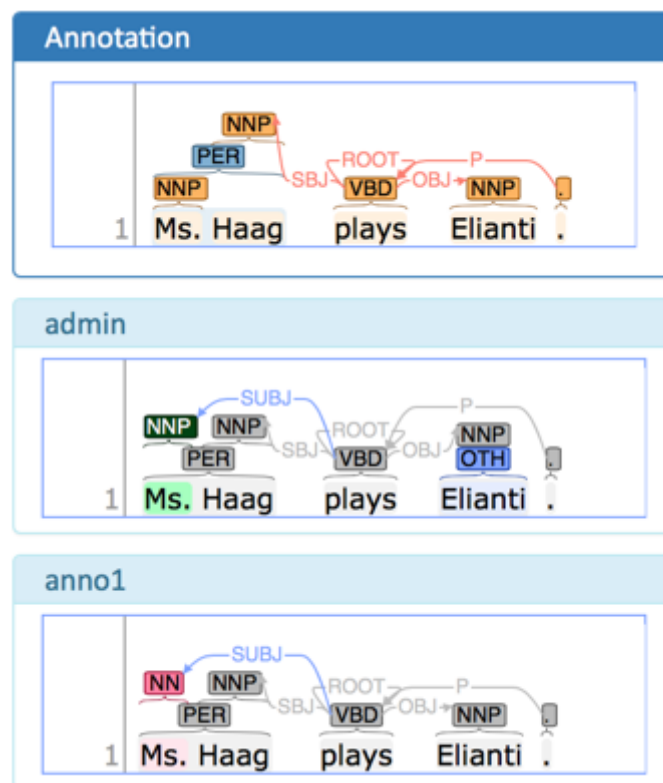 Annotation
NNP
PER
NNP SBJ ROOT VBD OBJ P NNP .
1 Ms. Haag plays Elianti .
admin
SUBJ
NNP NNP SBJ ROOT P NNP
PER VBD OBJ OTH .
1 Ms. Haag plays Elianti .
anno1
SUBJ
NN NNP SBJ ROOT P
PER VBD OBJ NNP .
1 Ms. Haag plays Elianti .